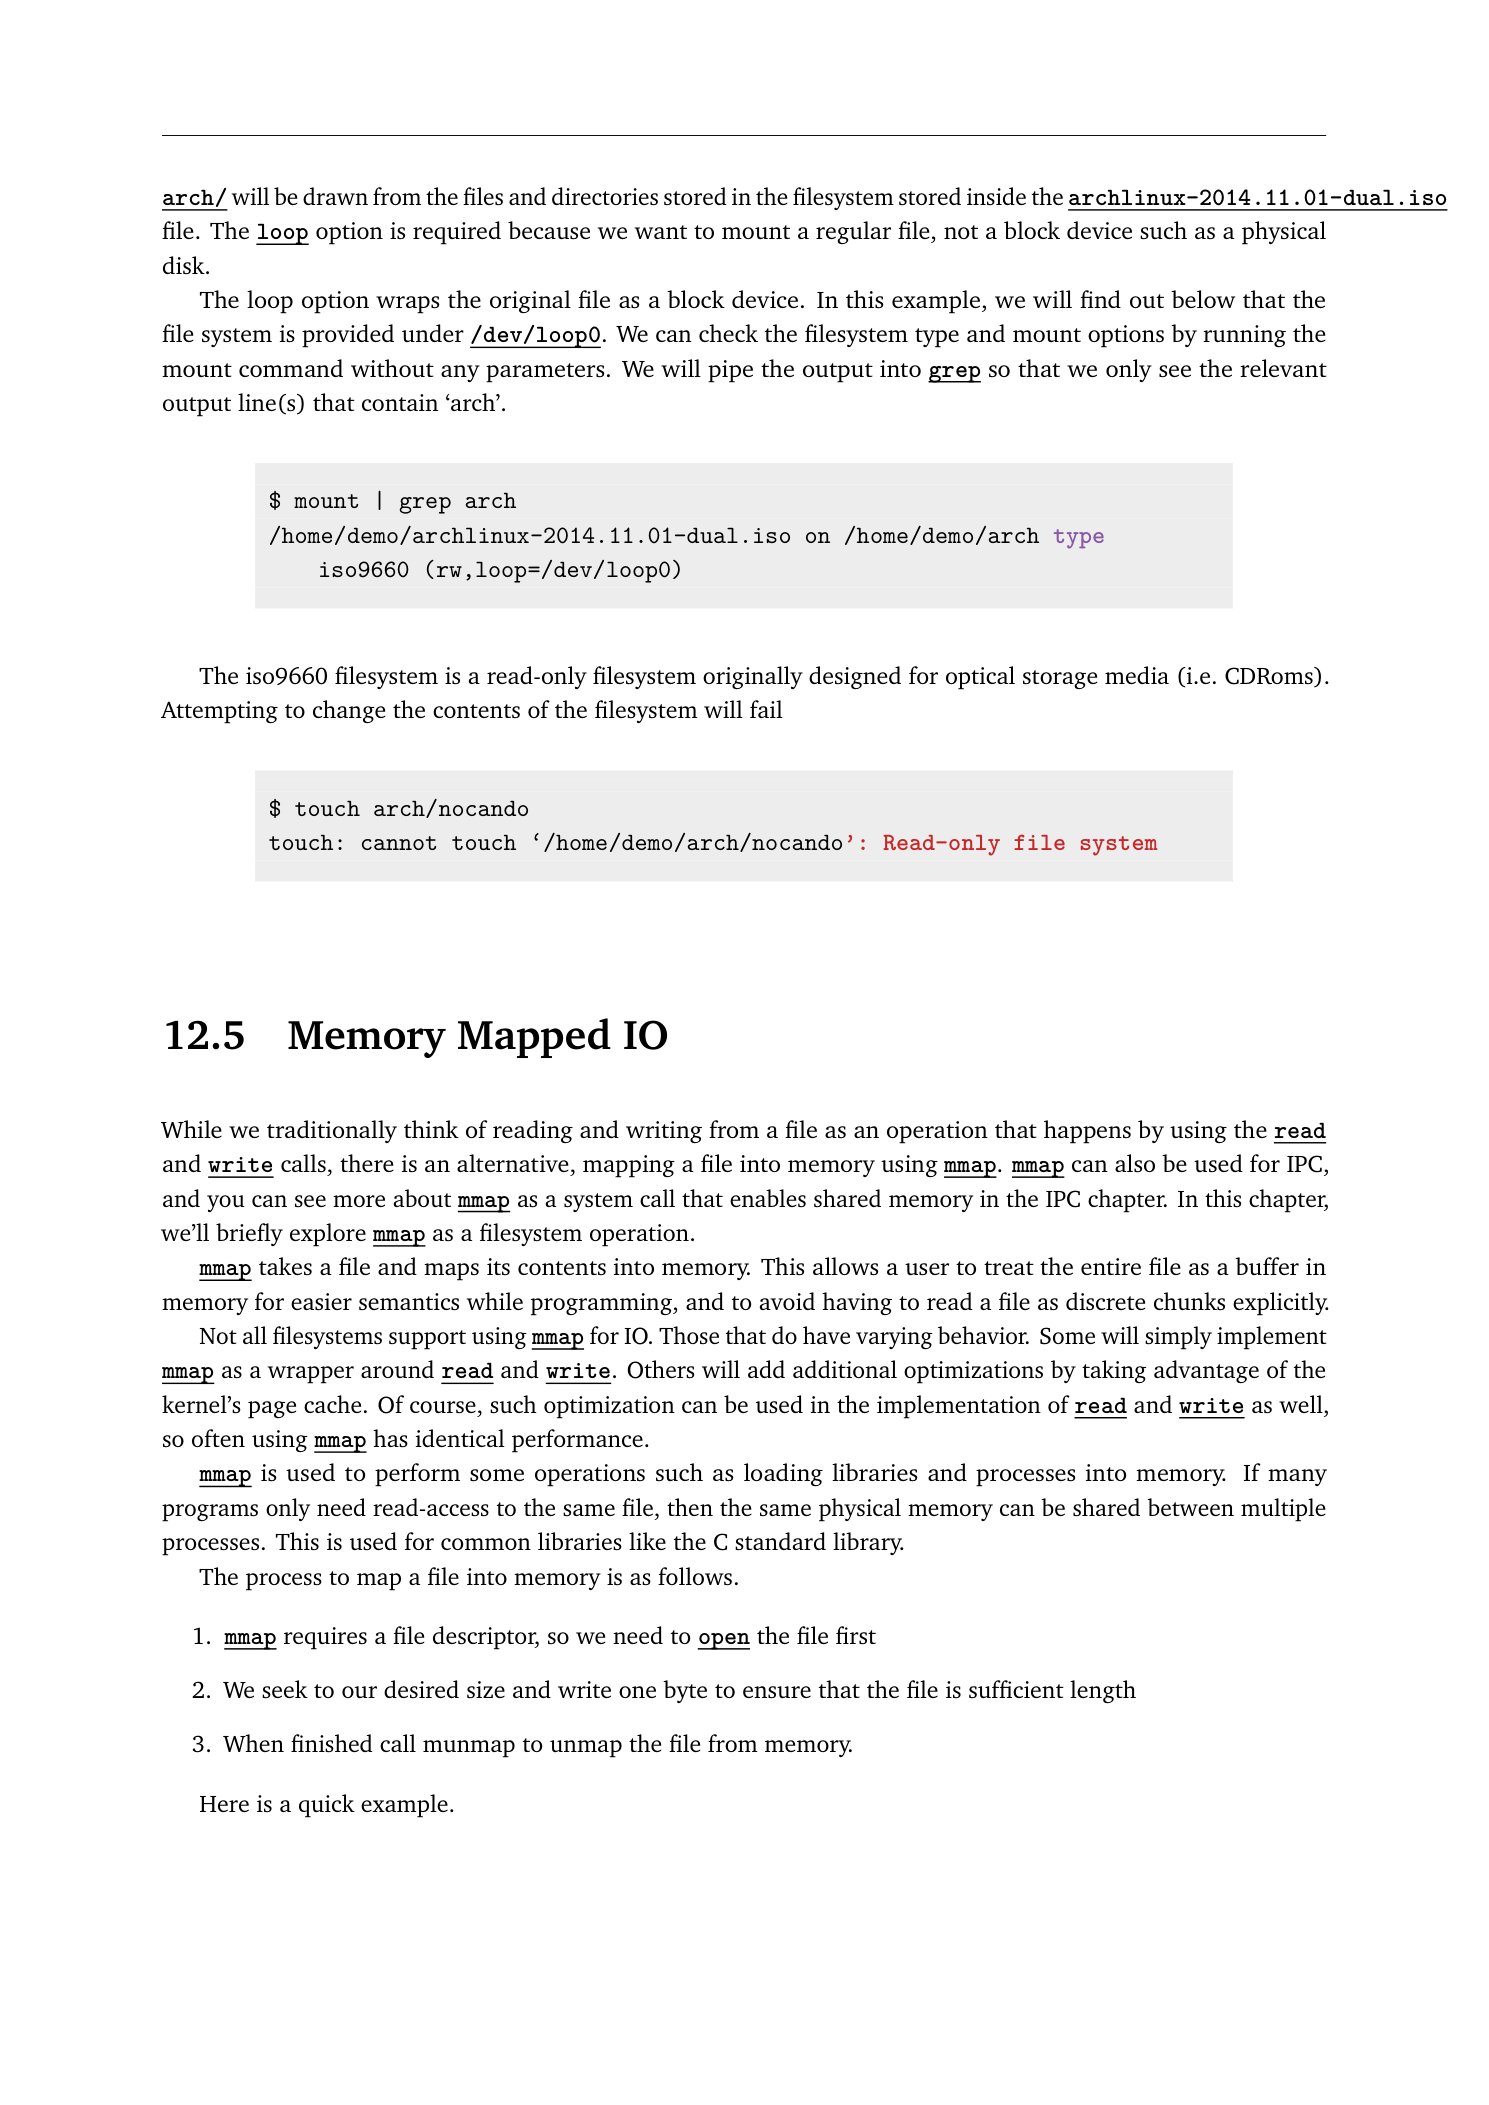 arch/ will be drawn from the files and directories stored in the filesystem stored inside the archlinux-2014.11.01-dual.iso
file. The loop option is required because we want to mount a regular file, not a block device such as a physical
disk.
The loop option wraps the original file as a block device. In this example, we will find out below that the
file system is provided under /dev/loop0. We can check the filesystem type and mount options by running the
mount command without any parameters. We will pipe the output into grep so that we only see the relevant
output line(s) that contain ‘arch’.
$ mount | grep arch
/home/demo/archlinux-2014.11.01-dual.iso on /home/demo/arch type
iso9660 (rw,loop=/dev/loop0)
The iso9660 filesystem is a read-only filesystem originally designed for optical storage media (i.e. CDRoms).
Attempting to change the contents of the filesystem will fail
$ touch arch/nocando
touch: cannot touch ‘/home/demo/arch/nocando’: Read-only file system
12.5 Memory Mapped IO
While we traditionally think of reading and writing from a file as an operation that happens by using the read
and write calls, there is an alternative, mapping a file into memory using mmap. mmap can also be used for IPC,
and you can see more about mmap as a system call that enables shared memory in the IPC chapter. In this chapter,
we’ll briefly explore mmap as a filesystem operation.
mmap takes a file and maps its contents into memory. This allows a user to treat the entire file as a buffer in
memory for easier semantics while programming, and to avoid having to read a file as discrete chunks explicitly.
Not all filesystems support using mmap for IO. Those that do have varying behavior. Some will simply implement
mmap as a wrapper around read and write. Others will add additional optimizations by taking advantage of the
kernel’s page cache. Of course, such optimization can be used in the implementation of read and write as well,
so often using mmap has identical performance.
mmap is used to perform some operations such as loading libraries and processes into memory. If many
programs only need read-access to the same file, then the same physical memory can be shared between multiple
processes. This is used for common libraries like the C standard library.
The process to map a file into memory is as follows.
1. mmap requires a file descriptor, so we need to open the file first
2. We seek to our desired size and write one byte to ensure that the file is sufficient length
3. When finished call munmap to unmap the file from memory.
Here is a quick example.